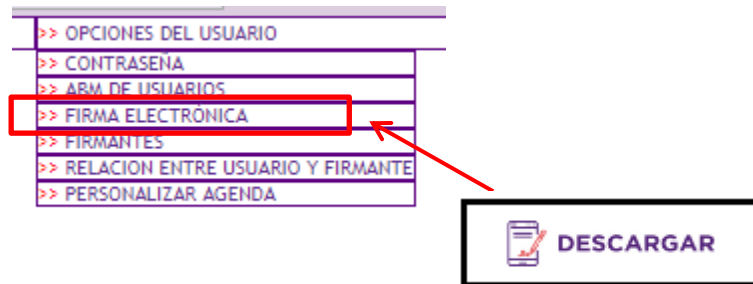 >> OPCIONES DEL USUARIO
>> CONTRASEÑA
>> ABM DE USUARIOS
>> FIRMA ELECTRÓNICA
>> FIRMANTES
>> RELACION ENTRE USUARIO Y FIRMANTE
>> PERSONALIZAR AGENDA
DESCARGAR